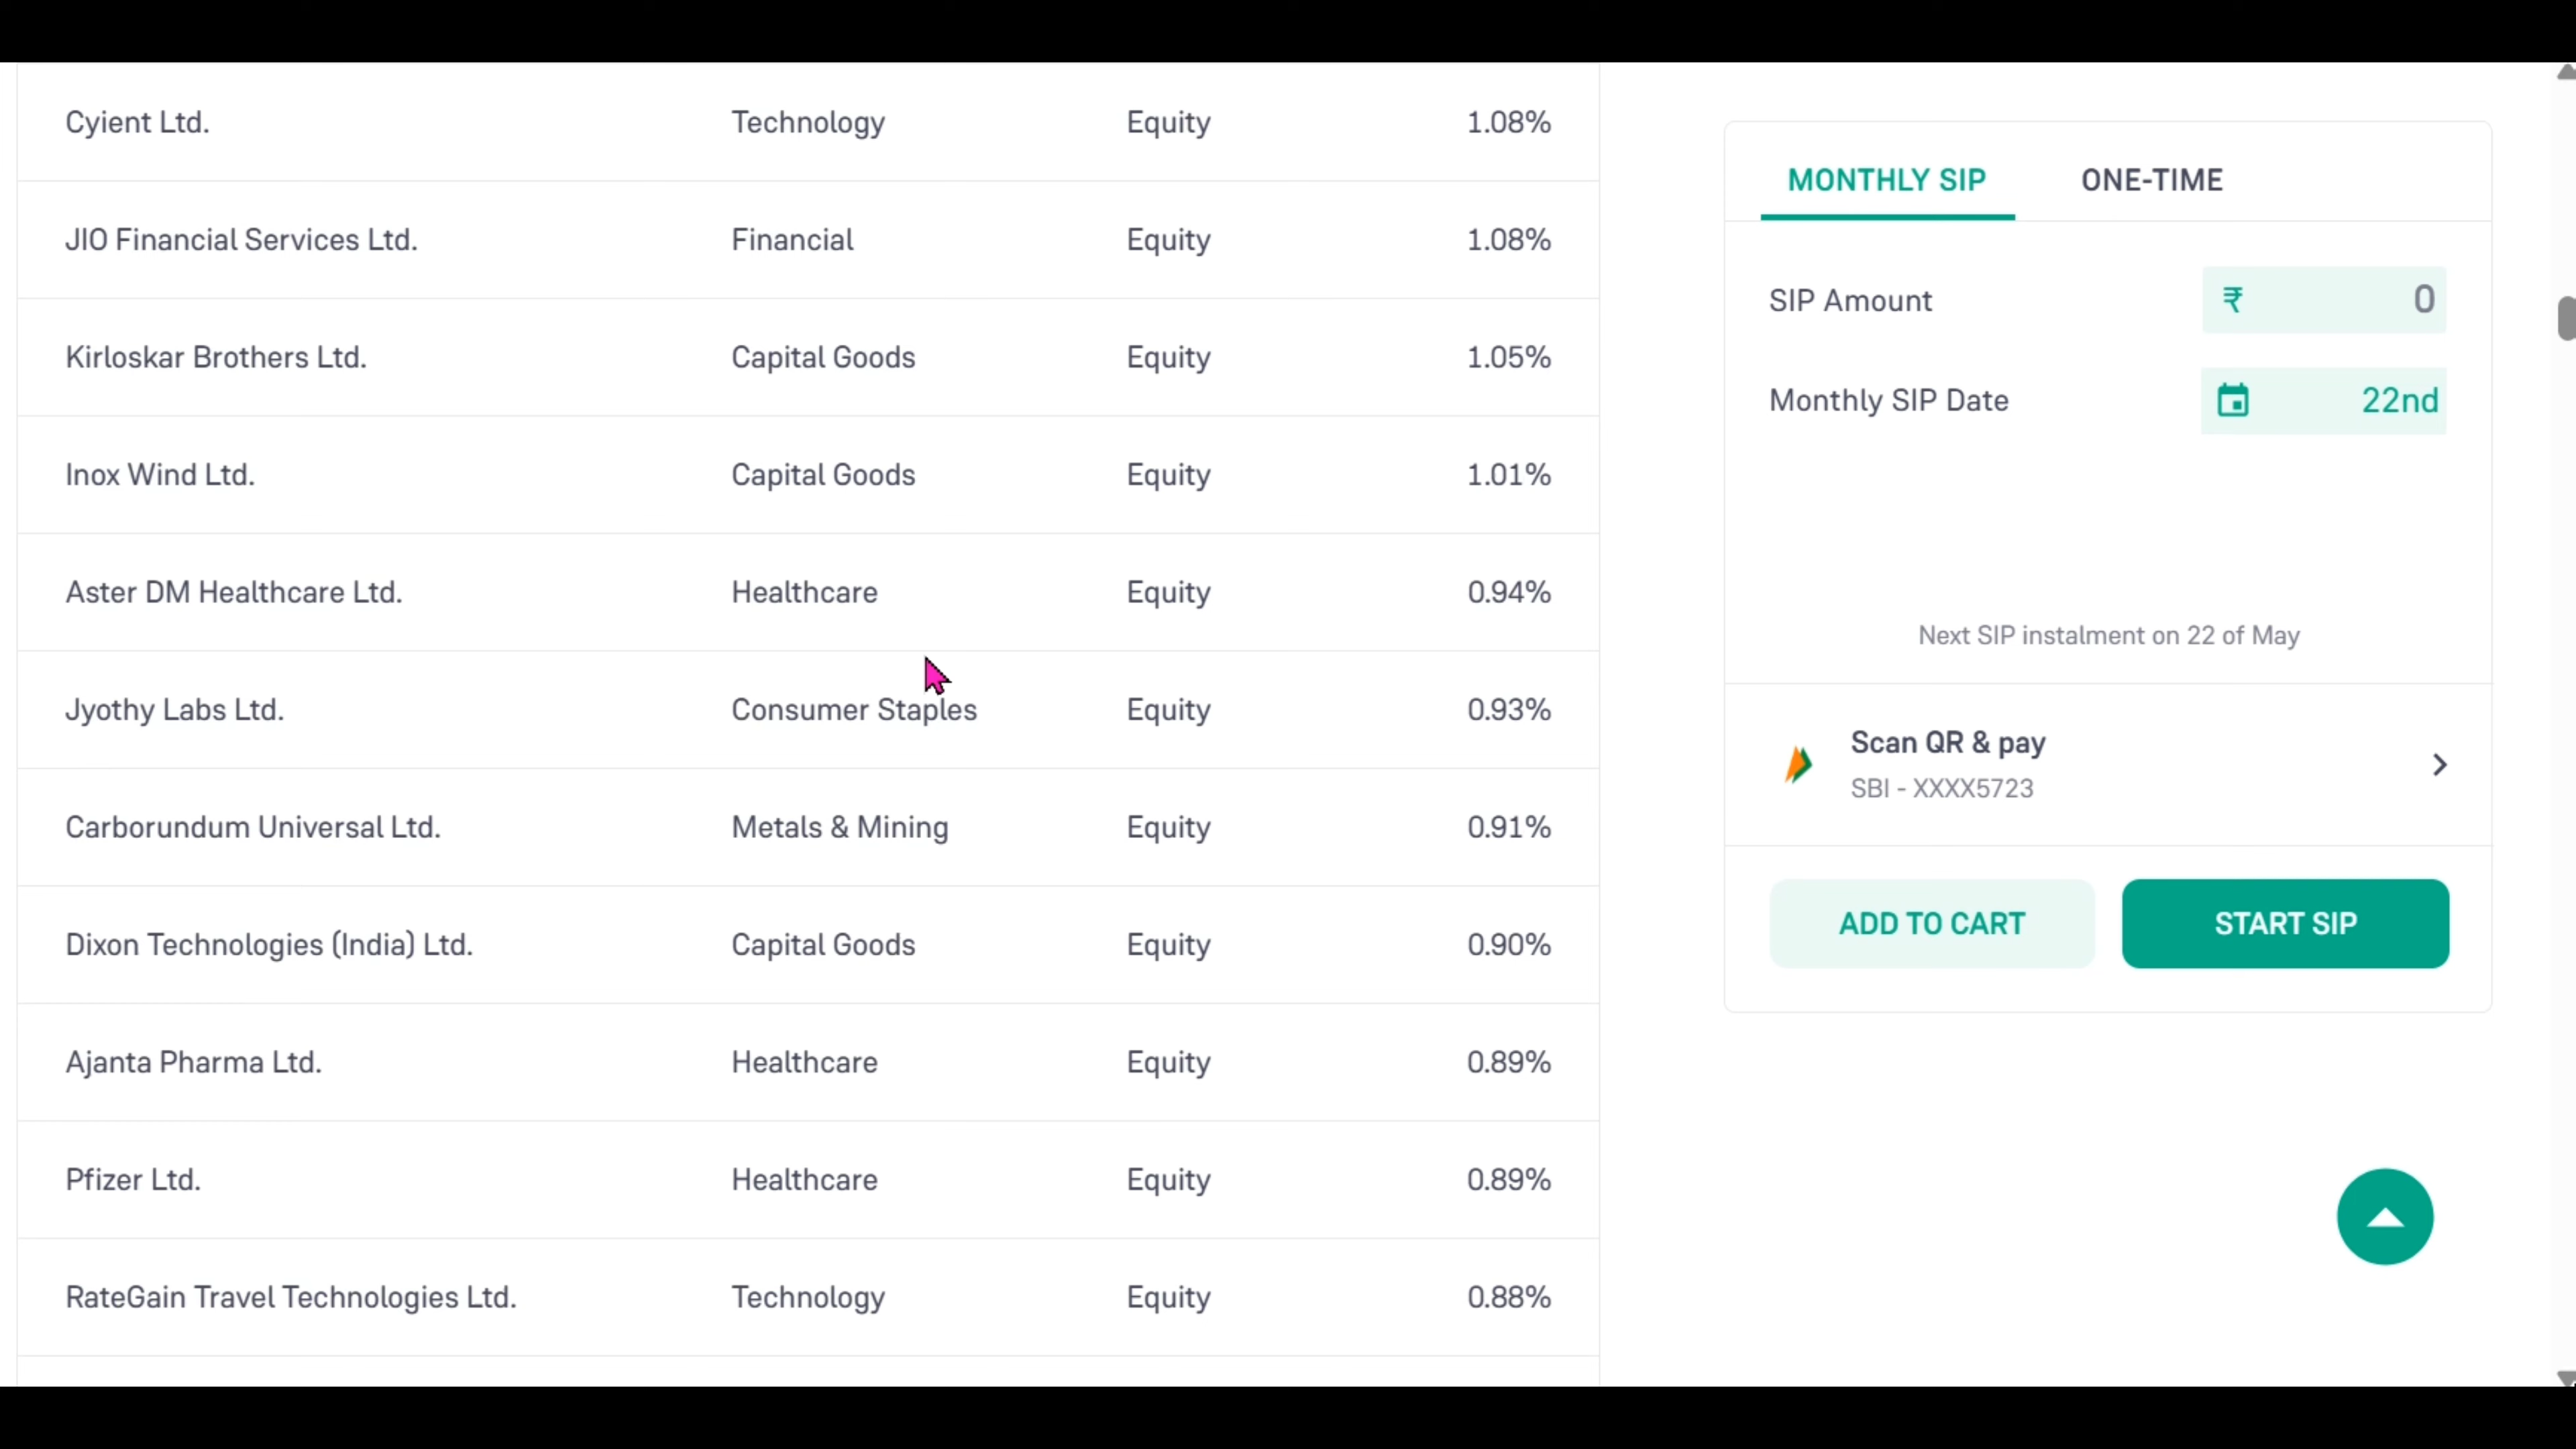 Cyient Ltd. Technology Equity 1.08%
JIO Financial Services Ltd. Financial Equity 1.08%
Kirloskar Brothers Ltd. Capital Goods Equity 1.05%
Inox Wind Ltd. Capital Goods Equity 1.01%
Aster DM Healthcare Ltd. Healthcare Equity 0.94%
Jyothy Labs Ltd. Consumer Staples Equity 0.93%
Carborundum Universal Ltd. Metals & Mining Equity 0.91%
Dixon Technologies (India) Ltd. Capital Goods Equity 0.90%
Ajanta Pharma Ltd. Healthcare Equity 0.89%
Pfizer Ltd. Healthcare Equity 0.89%
RateGain Travel Technologies Ltd. Technology Equity 0.88%
MONTHLY SIP ONE-TIME
SIP Amount ₹ 0
Monthly SIP Date 22nd
Next SIP instalment on 22 of May
Scan QR & pay
SBI - XXXX5723
ADD TO CART START SIP